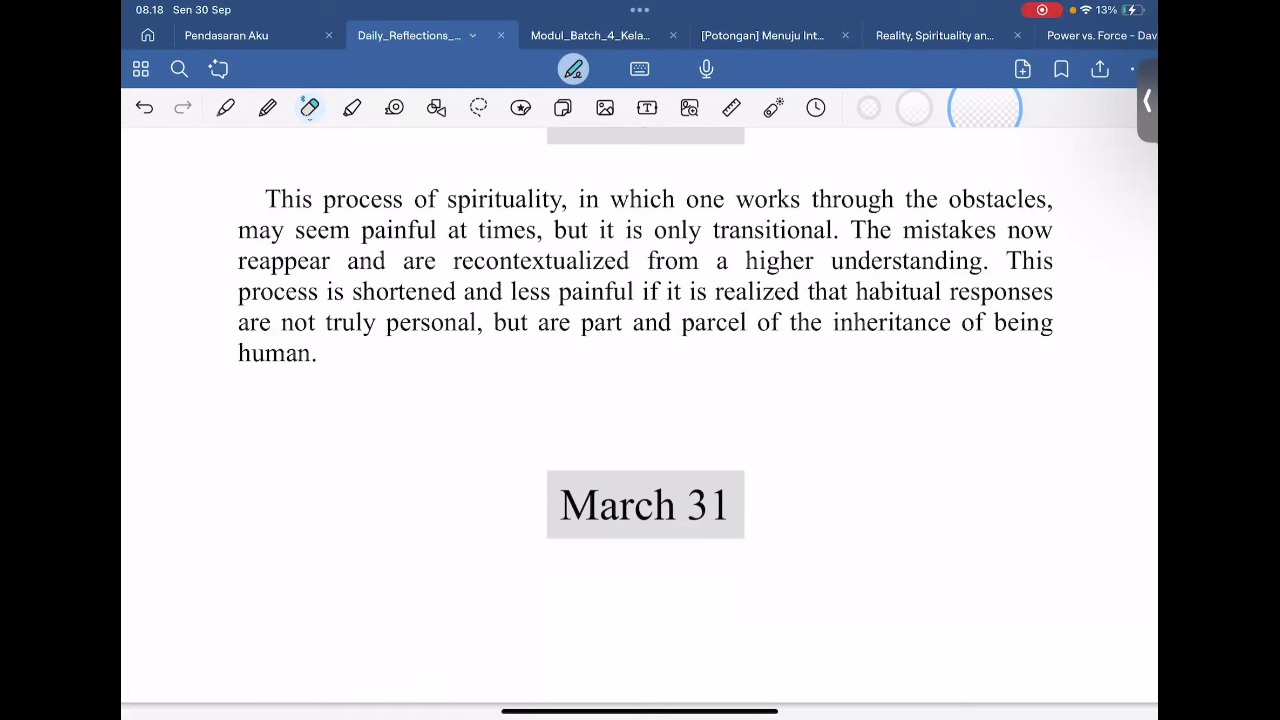 08.18 Sen 30 Sep
13%
Pendasaran Aku
Daily_Reflections_...
Modul_Batch_4_Kela...
[Potongan] Menuju Int...
Reality, Spirituality an...
Power vs. Force - Dav
This process of spirituality, in which one works through the obstacles,
may seem painful at times, but it is only transitional. The mistakes now
reappear and are recontextualized from a higher understanding. This
process is shortened and less painful if it is realized that habitual responses
are not truly personal, but are part and parcel of the inheritance of being
human.
March 31